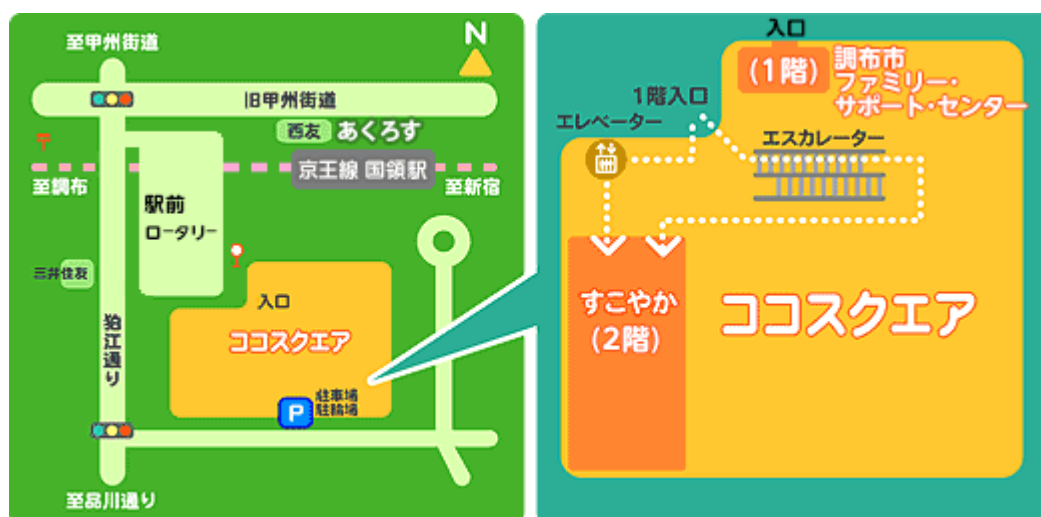 至甲州街道
N
旧甲州街道
西友 あくろす
〒
京王線 国領駅
至調布
至新宿
駅前
ロータリー
三井住友
入口
狛江通り
ココスクエア
P
駐車場
駐輪場
至品川通り
入口
(1階)
調布市
ファミリー・
サポート・センター
1階入口
エレベーター
エスカレーター
すこやか
(2階)
ココスクエア